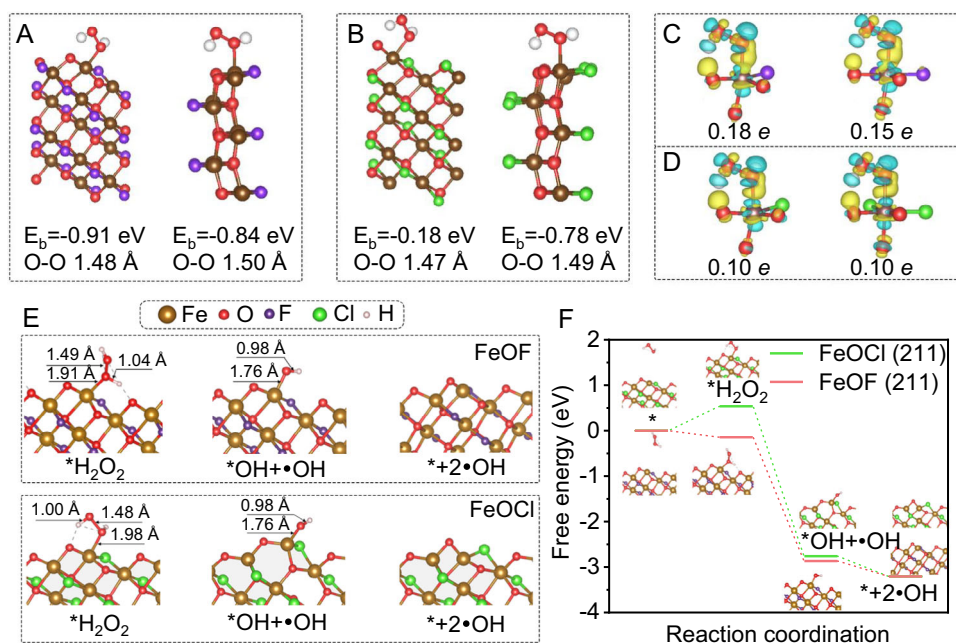 A
E_b=-0.91 eV
O-O 1.48 Å
E_b=-0.84 eV
O-O 1.50 Å
B
E_b=-0.18 eV
O-O 1.47 Å
E_b=-0.78 eV
O-O 1.49 Å
C
0.18 e
0.15 e
D
0.10 e
0.10 e
E
Fe O F Cl H
FeOF
1.49 Å
1.91 Å
1.04 Å
*H₂O₂
0.98 Å
1.76 Å
*OH+•OH
*+2•OH
FeOCl
1.00 Å
1.48 Å
1.98 Å
*H₂O₂
0.98 Å
1.76 Å
*OH+•OH
*+2•OH
F
Free energy (eV)
2
1
0
-1
-2
-3
-4
FeOCl (211)
FeOF (211)
*
*H₂O₂
*OH+•OH
*+2•OH
Reaction coordination